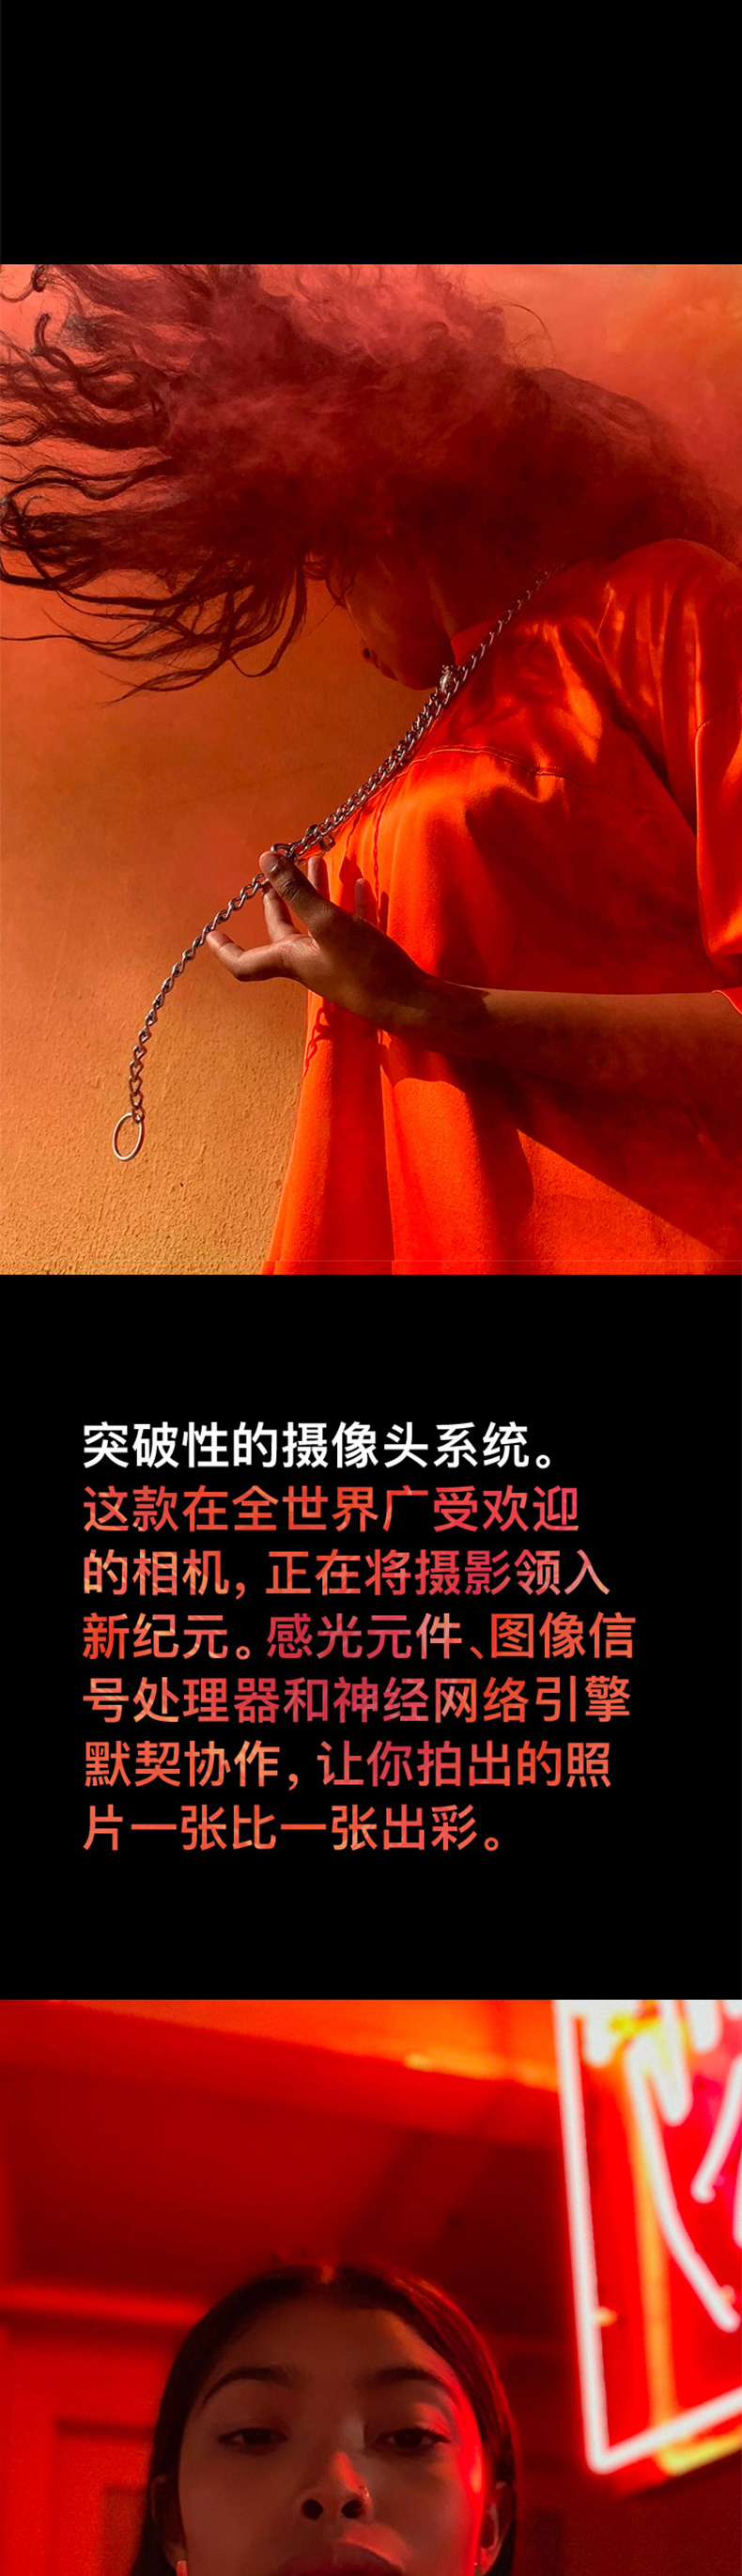 突破性的摄像头系统。
这款在全世界广受欢迎
的相机，正在将摄影领入
新纪元。感光元件、图像信
号处理器和神经网络引擎
默契协作，让你拍出的照
片一张比一张出彩。